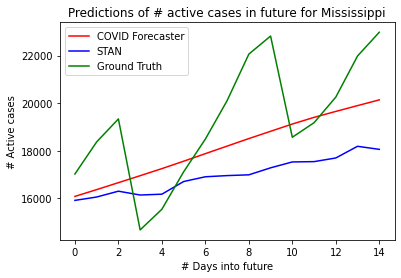 Predictions of # active cases in future for Mississippi
COVID Forecaster
STAN
Ground Truth
# Active cases
22000
20000
18000
16000
0 2 4 6 8 10 12 14
# Days into future